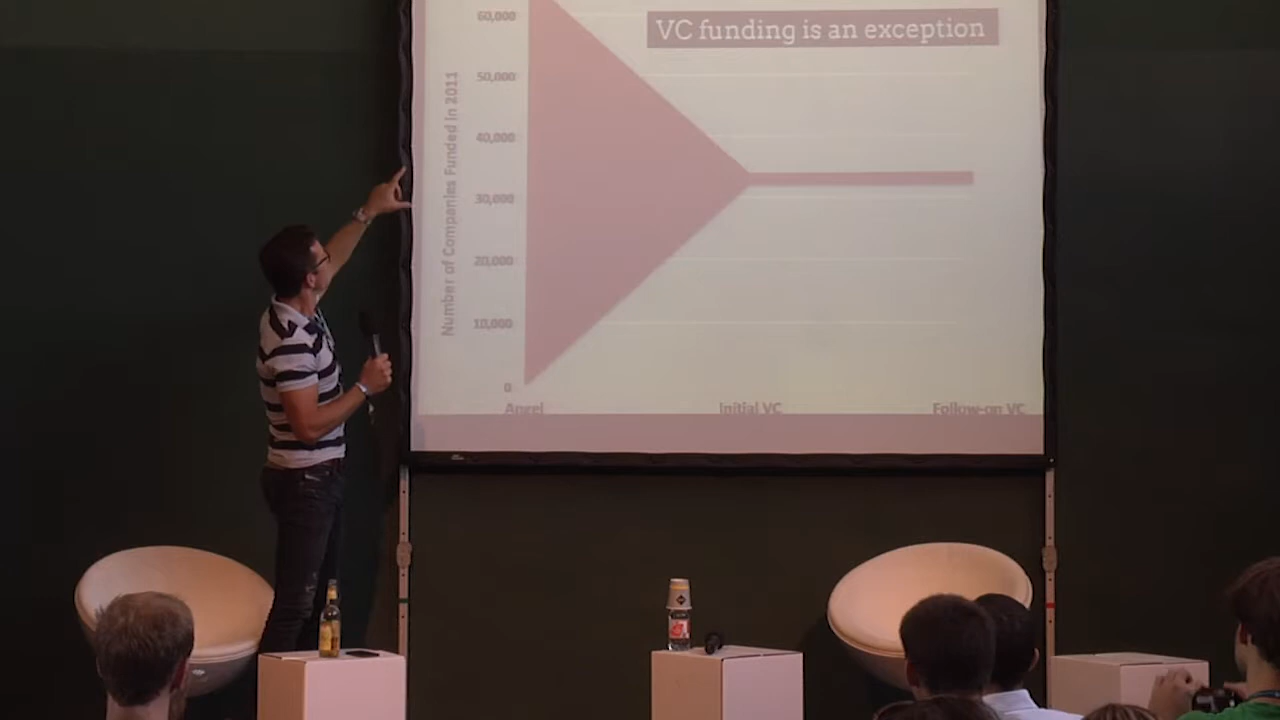 VC funding is an exception
Number of Companies Funded in 2011
60,000
50,000
40,000
30,000
20,000
10,000
0
Angel
Initial VC
Follow-on VC